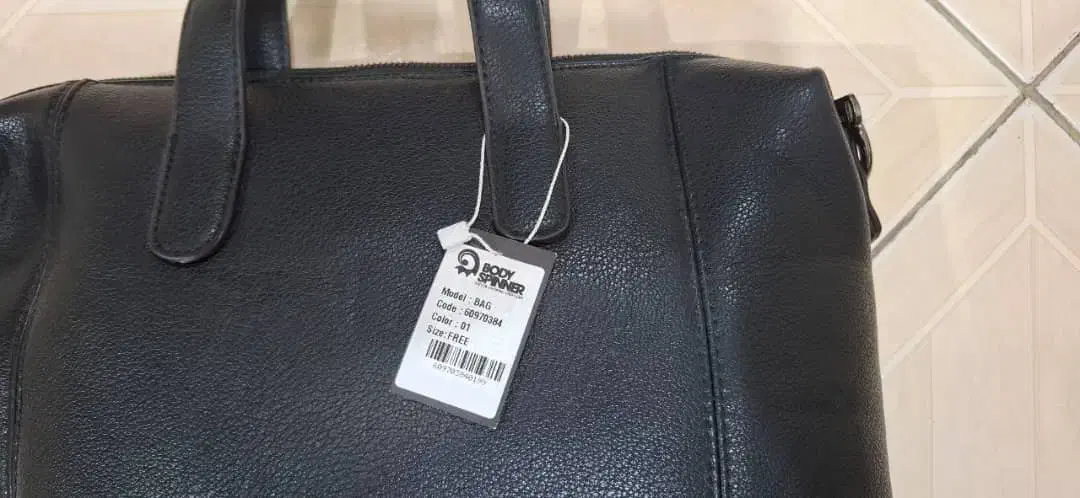 BODY
SPINNER
Model : BAG
Code : 60970384
Color : 01
Size: FREE